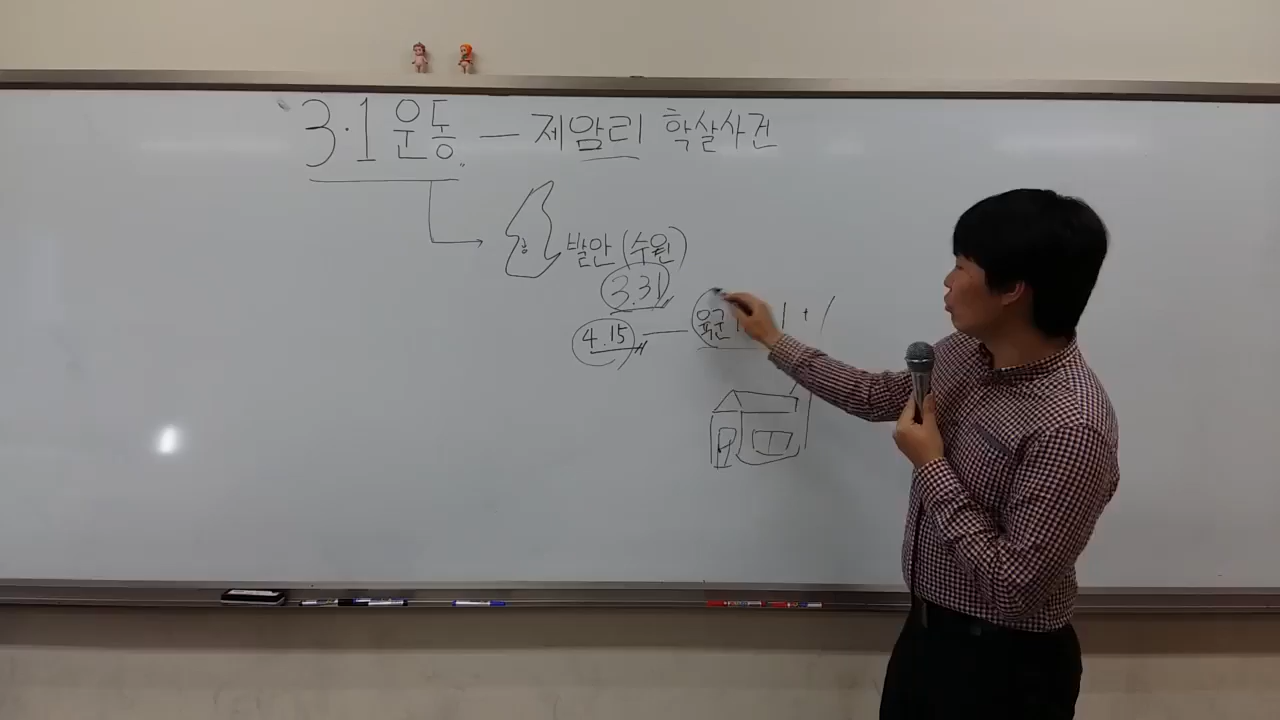 3·1 운동 — 제암리 학살사건
발안 (수원)
3.31
4.15 — 육군